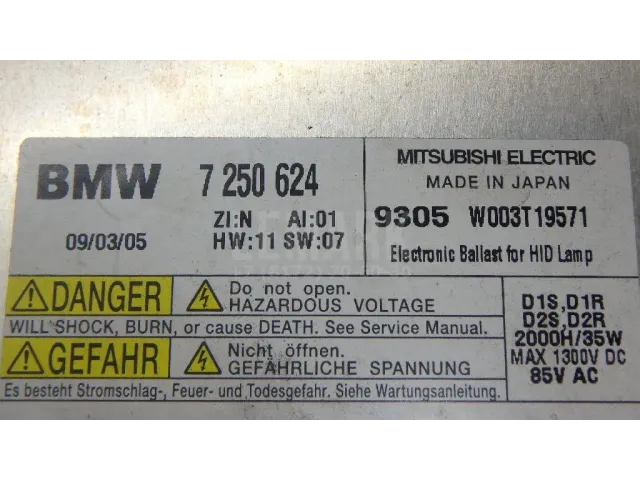 BMW 7 250 624
ZI:N AI:01
09/03/05 HW:11 SW:07
MITSUBISHI ELECTRIC
MADE IN JAPAN
9305 W003T19571
Electronic Ballast for HID Lamp
DANGER Do not open.
HAZARDOUS VOLTAGE
WILL SHOCK, BURN, or cause DEATH. See Service Manual.
GEFAHR Nicht öffnen.
GEFÄHRLICHE SPANNUNG
Es besteht Stromschlag-, Feuer- und Todesgefahr. Siehe Wartungsanleitung.
D1S,D1R
D2S,D2R
2000H/35W
MAX 1300V DC
85V AC